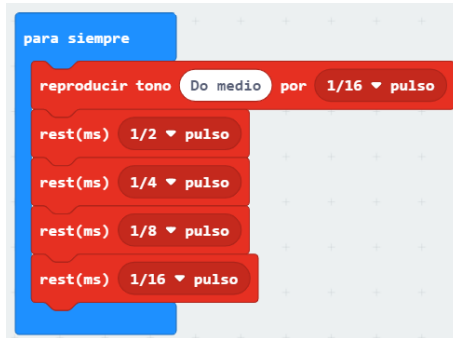 para siempre
reproducir tono Do medio por 1/16 pulso
rest(ms) 1/2 pulso
rest(ms) 1/4 pulso
rest(ms) 1/8 pulso
rest(ms) 1/16 pulso